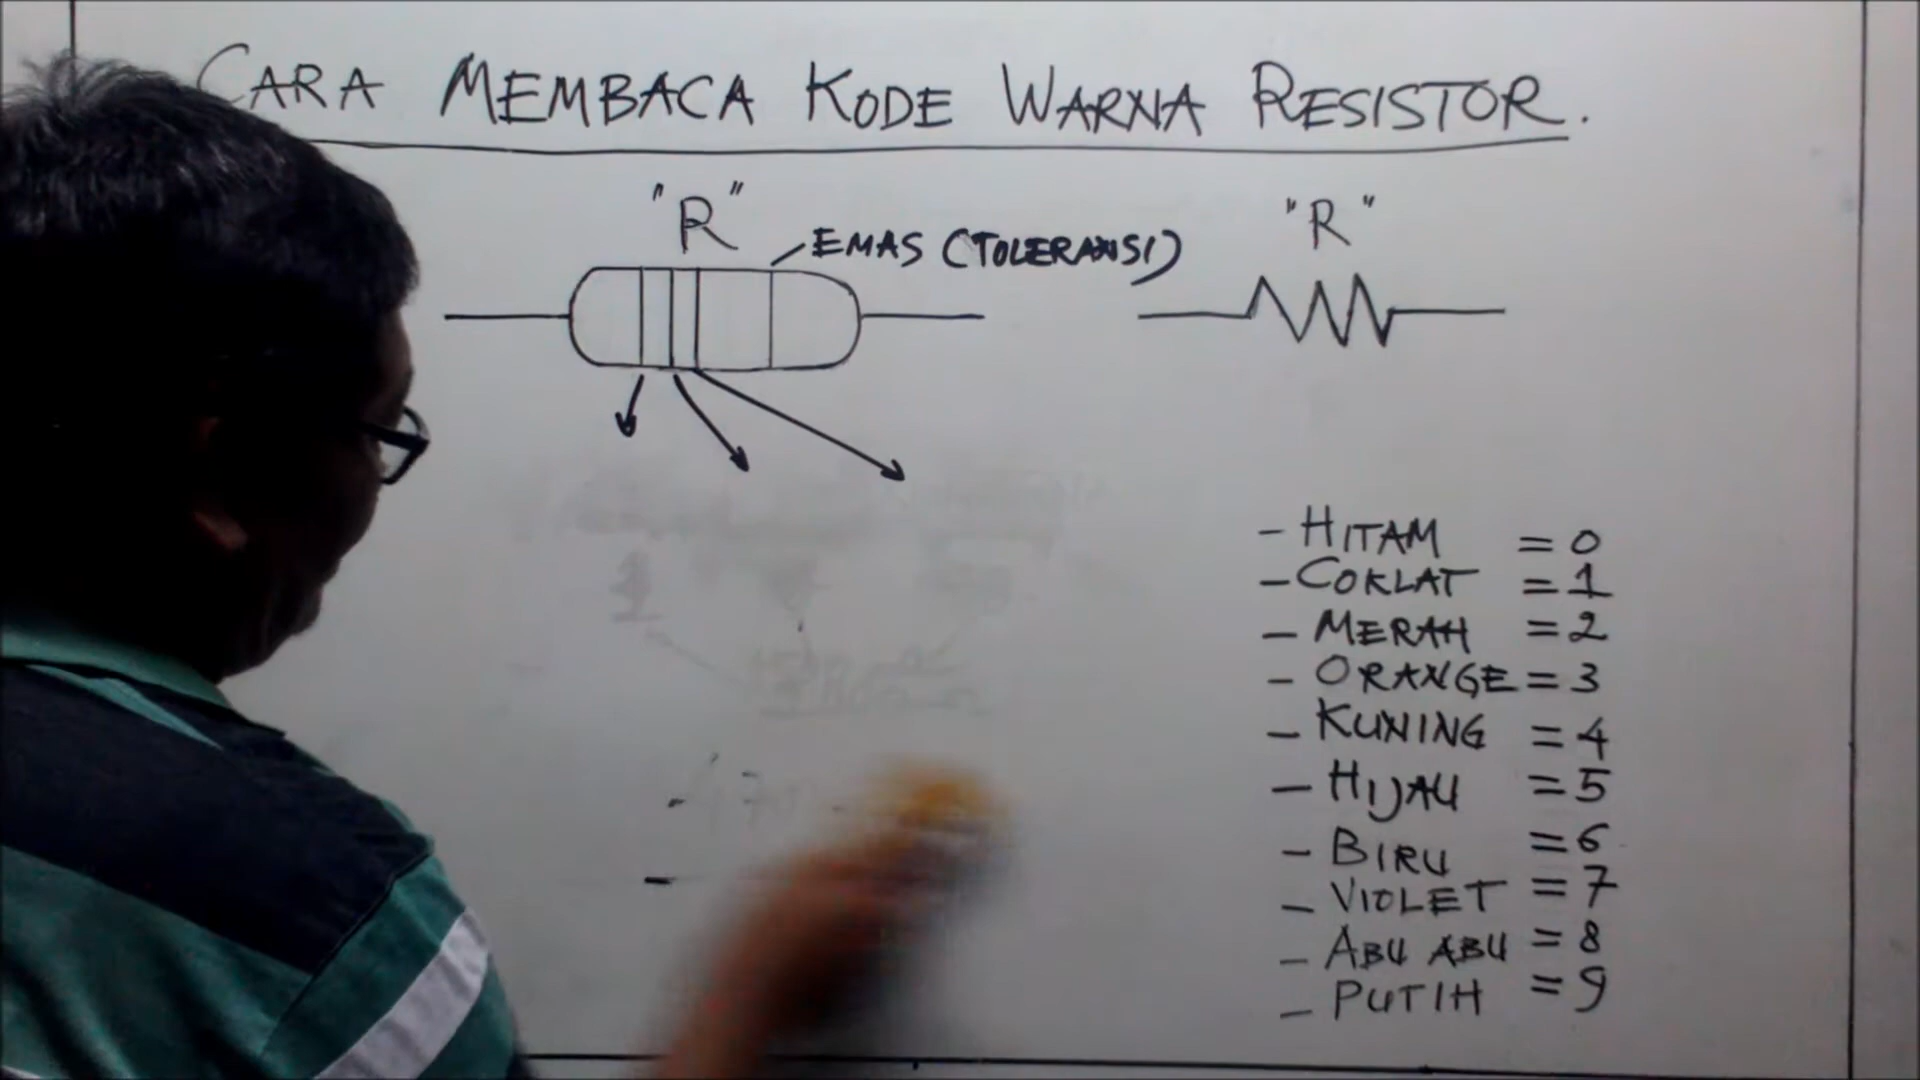 CARA MEMBACA KODE WARNA RESISTOR.
"R"
EMAS (TOLERANSI)
"R"
- HITAM = 0
- COKLAT = 1
- MERAH = 2
- ORANGE = 3
- KUNING = 4
- HIJAU = 5
- BIRU = 6
- VIOLET = 7
- ABU ABU = 8
- PUTIH = 9